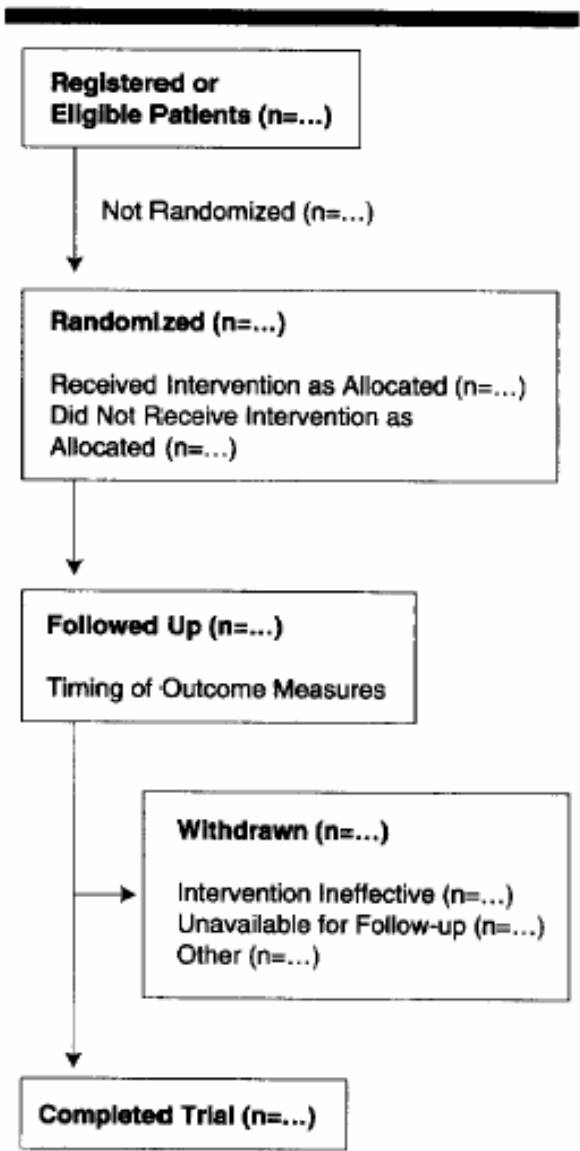 Registered or
Eligible Patients (n=...)
Not Randomized (n=...)
Randomized (n=...)
Received Intervention as Allocated (n=...)
Did Not Receive Intervention as
Allocated (n=...)
Followed Up (n=...)
Timing of Outcome Measures
Withdrawn (n=...)
Intervention Ineffective (n=...)
Unavailable for Follow-up (n=...)
Other (n=...)
Completed Trial (n=...)